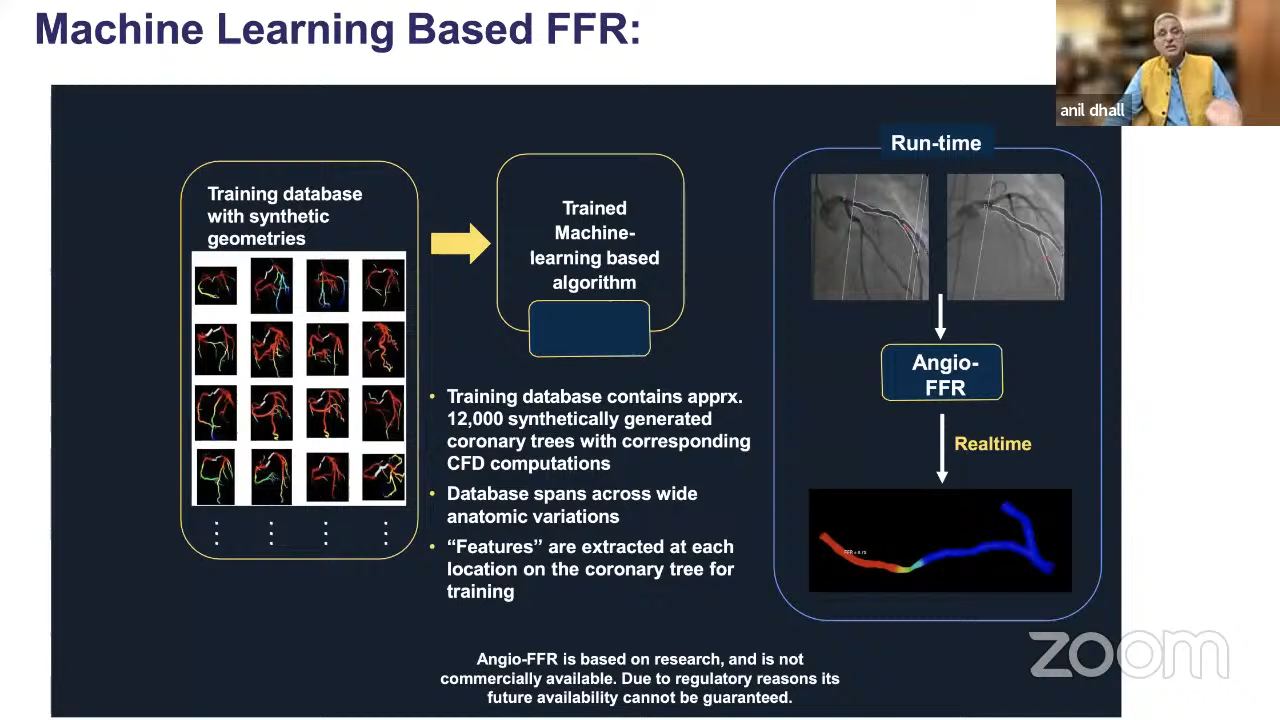 Machine Learning Based FFR:
anil dhall
Training database
with synthetic
geometries
Trained
Machine-
learning based
algorithm
• Training database contains apprx.
12,000 synthetically generated
coronary trees with corresponding
CFD computations
• Database spans across wide
anatomic variations
• “Features” are extracted at each
location on the coronary tree for
training
Run-time
Angio-
FFR
Realtime
Angio-FFR is based on research, and is not
commercially available. Due to regulatory reasons its
future availability cannot be guaranteed.
zoom